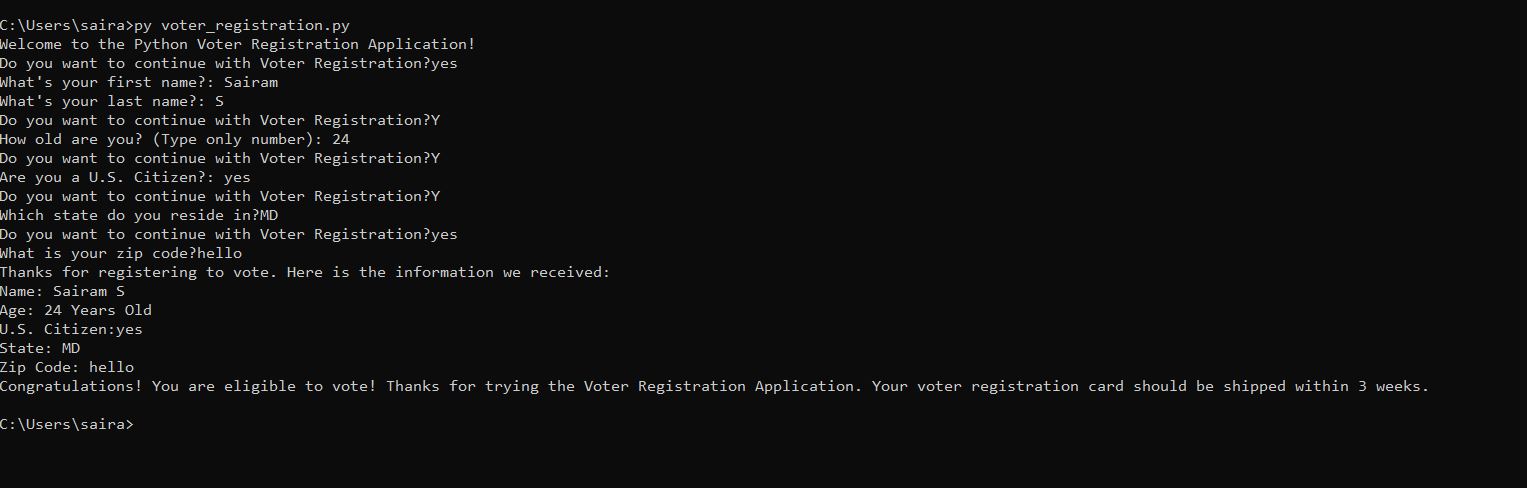 C:\Users\saira>py voter_registration.py
Welcome to the Python Voter Registration Application!
Do you want to continue with Voter Registration?yes
What's your first name?: Sairam
What's your last name?: S
Do you want to continue with Voter Registration?Y
How old are you? (Type only number): 24
Do you want to continue with Voter Registration?Y
Are you a U.S. Citizen?: yes
Do you want to continue with Voter Registration?Y
Which state do you reside in?MD
Do you want to continue with Voter Registration?yes
What is your zip code?hello
Thanks for registering to vote. Here is the information we received:
Name: Sairam S
Age: 24 Years Old
U.S. Citizen:yes
State: MD
Zip Code: hello
Congratulations! You are eligible to vote! Thanks for trying the Voter Registration Application. Your voter registration card should be shipped within 3 weeks.
C:\Users\saira>